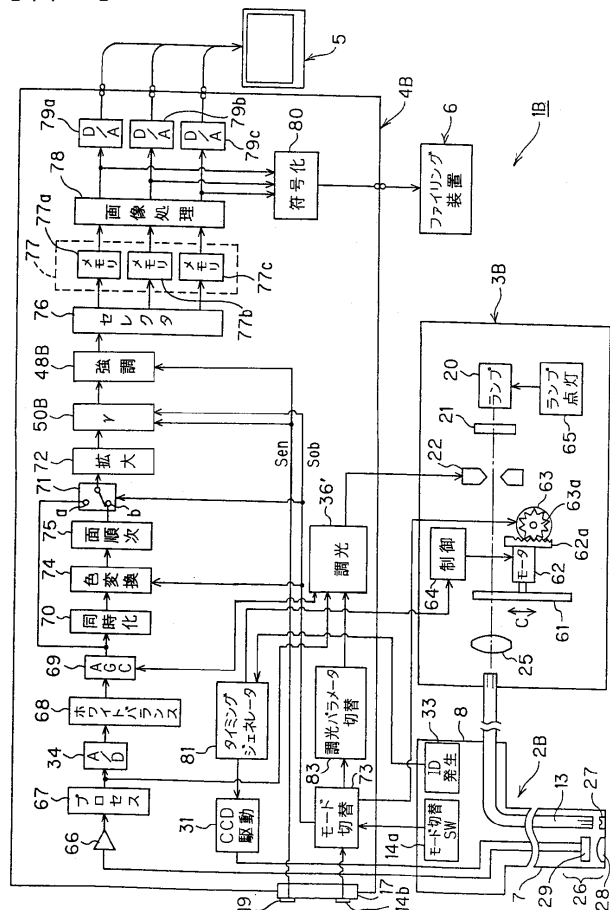 5
79a
D/A
79b
D/A
79c
D/A
4B
80
符号化
6
ファイリング
装置
1B
78
画像処理
77a
77
メモリ
メモリ
メモリ
77b
77c
76
セレクタ
48B
強調
50B
γ
72
拡大
71
a
b
75
面順次
74
色変換
70
同時化
69
AGC
68
ホワイトバランス
34
A/D
67
プロセス
66
Sen
Sob
36'
調光
81
タイミング
ジェネレータ
83
調光パラメータ
切替
31
CCD
駆動
73
モード
切替
19
17
14b
14a
モード切替
SW
33
ID
発生
8
2B
13
7
29
26
28
27
3B
20
ランプ
21
22
65
ランプ
点灯
63
63a
62a
64
制御
モータ
62
C
61
25